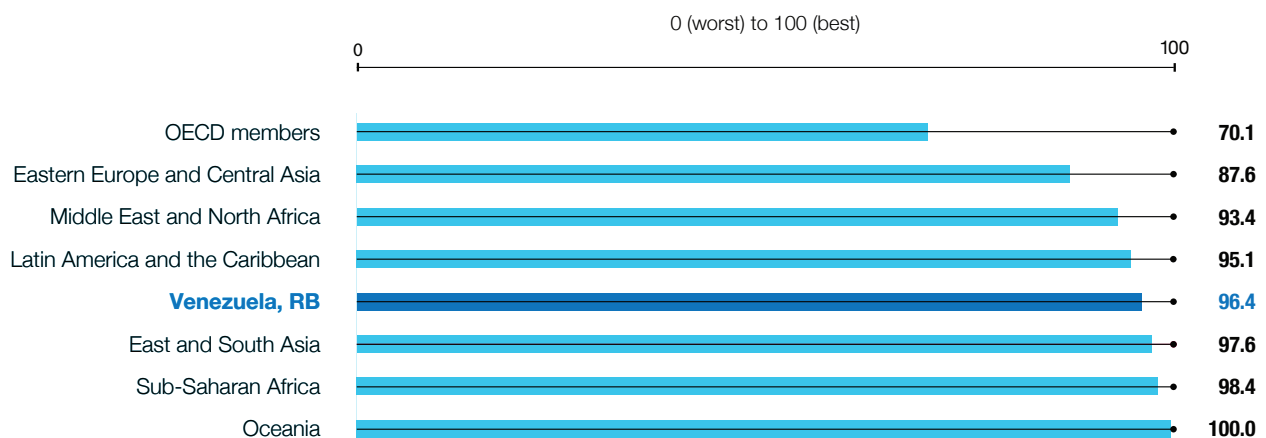 0 (worst) to 100 (best)
0 100
OECD members 70.1
Eastern Europe and Central Asia 87.6
Middle East and North Africa 93.4
Latin America and the Caribbean 95.1
Venezuela, RB 96.4
East and South Asia 97.6
Sub-Saharan Africa 98.4
Oceania 100.0